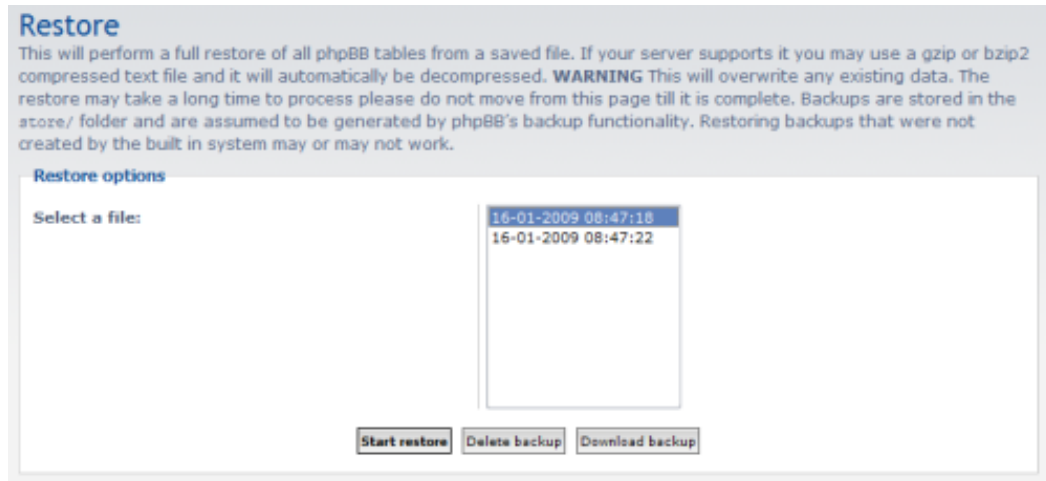 Restore
This will perform a full restore of all phpBB tables from a saved file. If your server supports it you may use a gzip or bzip2
compressed text file and it will automatically be decompressed. WARNING This will overwrite any existing data. The
restore may take a long time to process please do not move from this page till it is complete. Backups are stored in the
store/ folder and are assumed to be generated by phpBB's backup functionality. Restoring backups that were not
created by the built in system may or may not work.
Restore options
Select a file:
16-01-2009 08:47:18
16-01-2009 08:47:22
Start restore Delete backup Download backup